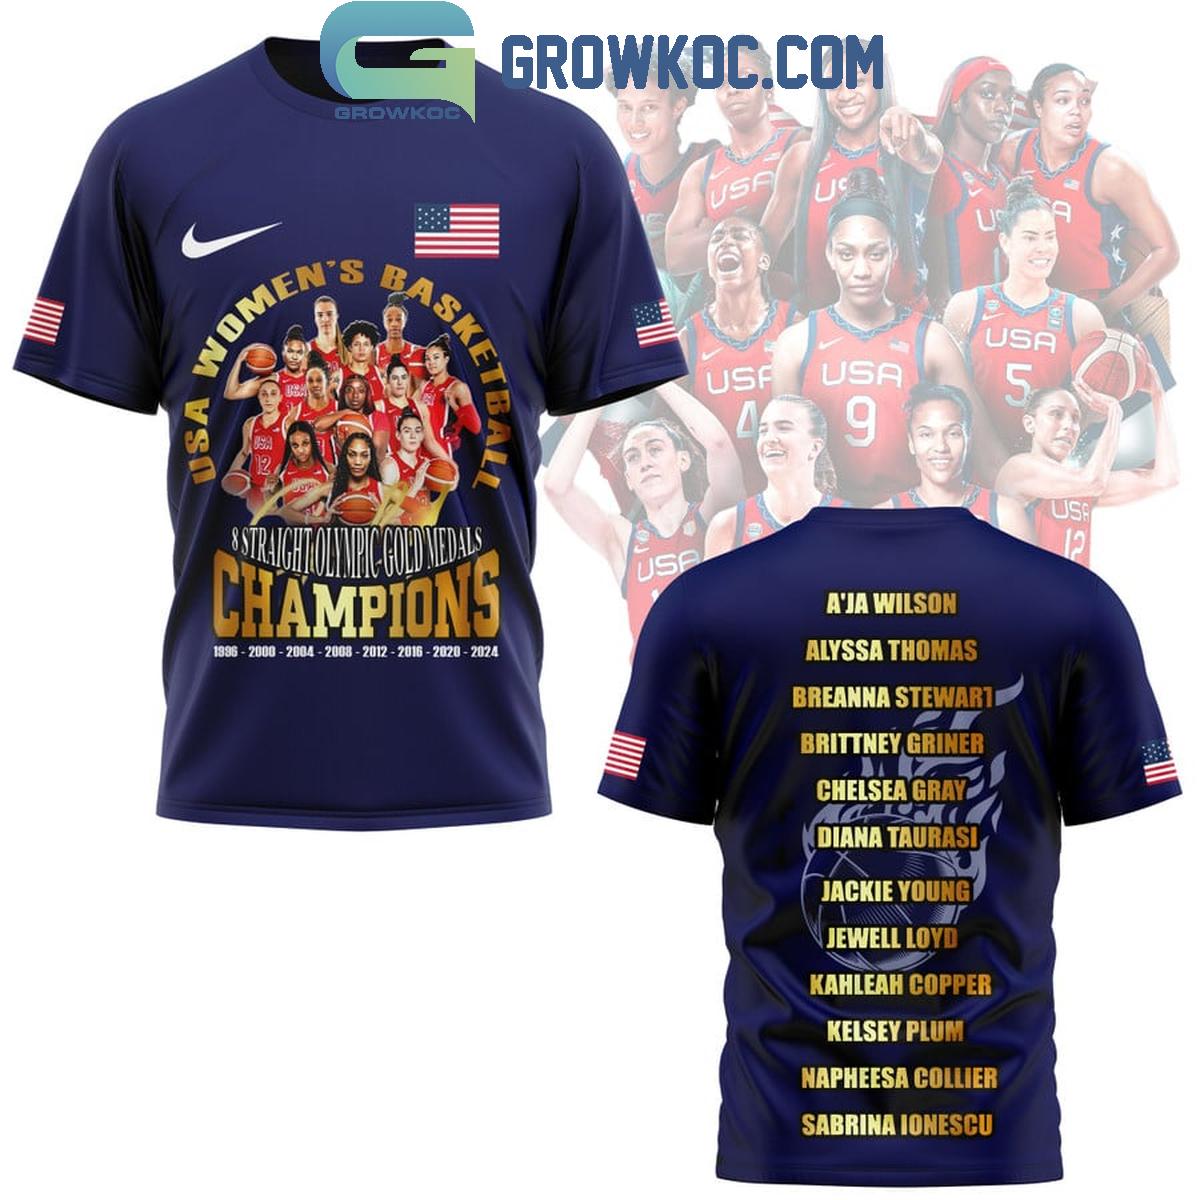 GROWKOC
GROWKOC.COM
USA WOMEN'S BASKETBALL
USA
USA
12
8 STRAIGHT OLYMPIC GOLD MEDALS
CHAMPIONS
1996 - 2000 - 2004 - 2008 - 2012 - 2016 - 2020 - 2024
USA
USA
4
USA
9
USA
5
USA
USA
12
A'JA WILSON
ALYSSA THOMAS
BREANNA STEWART
BRITTNEY GRINER
CHELSEA GRAY
DIANA TAURASI
JACKIE YOUNG
JEWELL LOYD
KAHLEAH COPPER
KELSEY PLUM
NAPHEESA COLLIER
SABRINA IONESCU